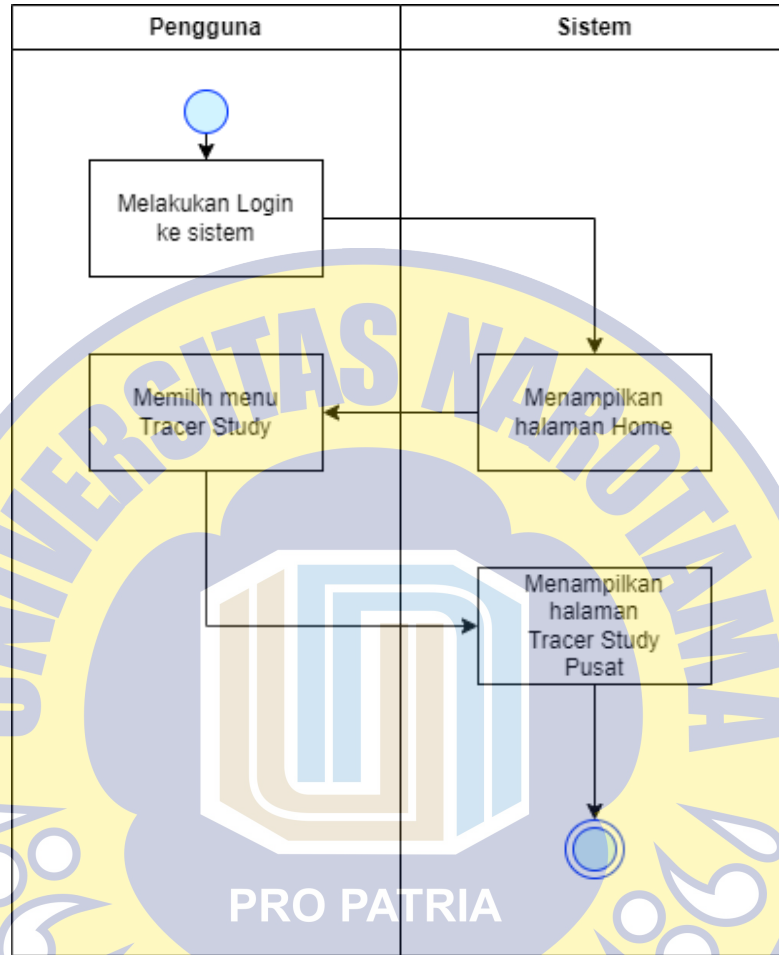 Pengguna
Sistem
Melakukan Login
ke sistem
Memilih menu
Tracer Study
Menampilkan
halaman Home
Menampilkan
halaman
Tracer Study
Pusat
UNIVERSITAS NAROTAMA
PRO PATRIA